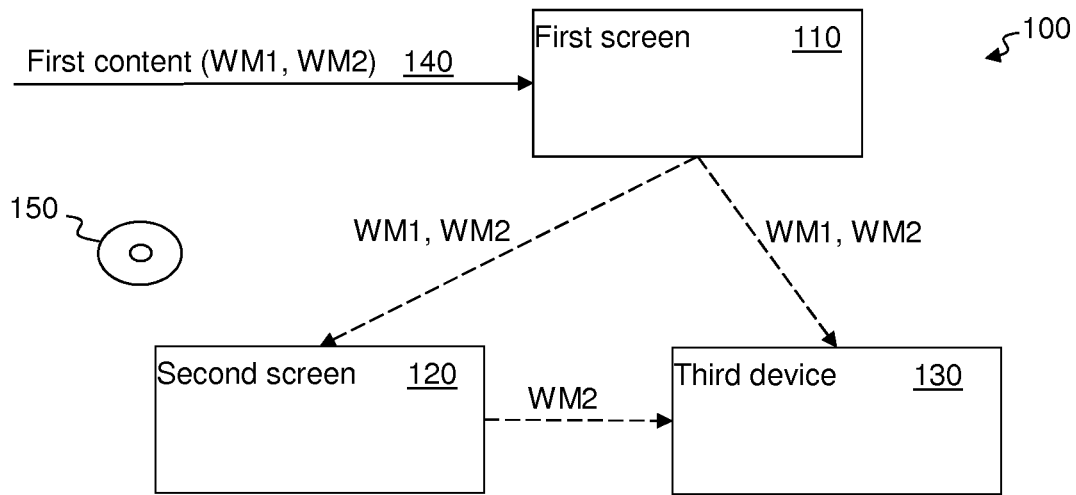 First screen 110
100
First content (WM1, WM2) 140
150
WM1, WM2
WM1, WM2
Second screen 120
WM2
Third device 130